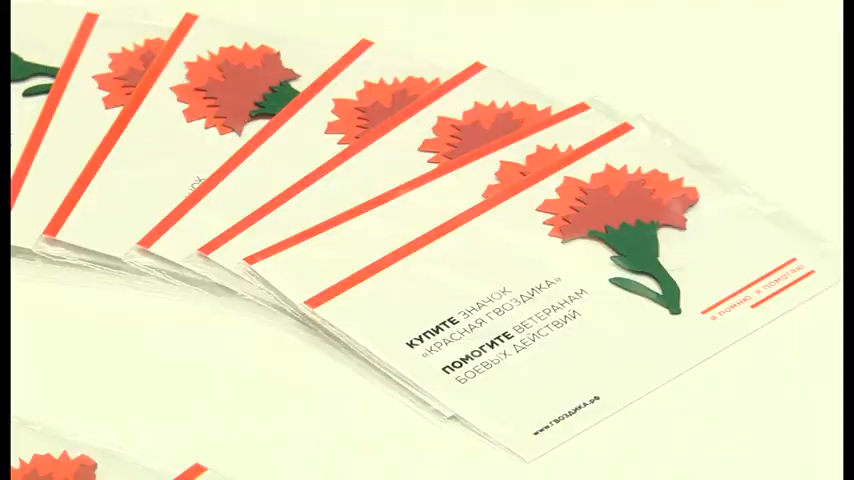 КУПИТЕ ЗНАЧОК
«КРАСНАЯ ГВОЗДИКА»
ПОМОГИТЕ ВЕТЕРАНАМ
БОЕВЫХ ДЕЙСТВИЙ
www.ГВОЗДИКА.рф
я помню. я помогаю